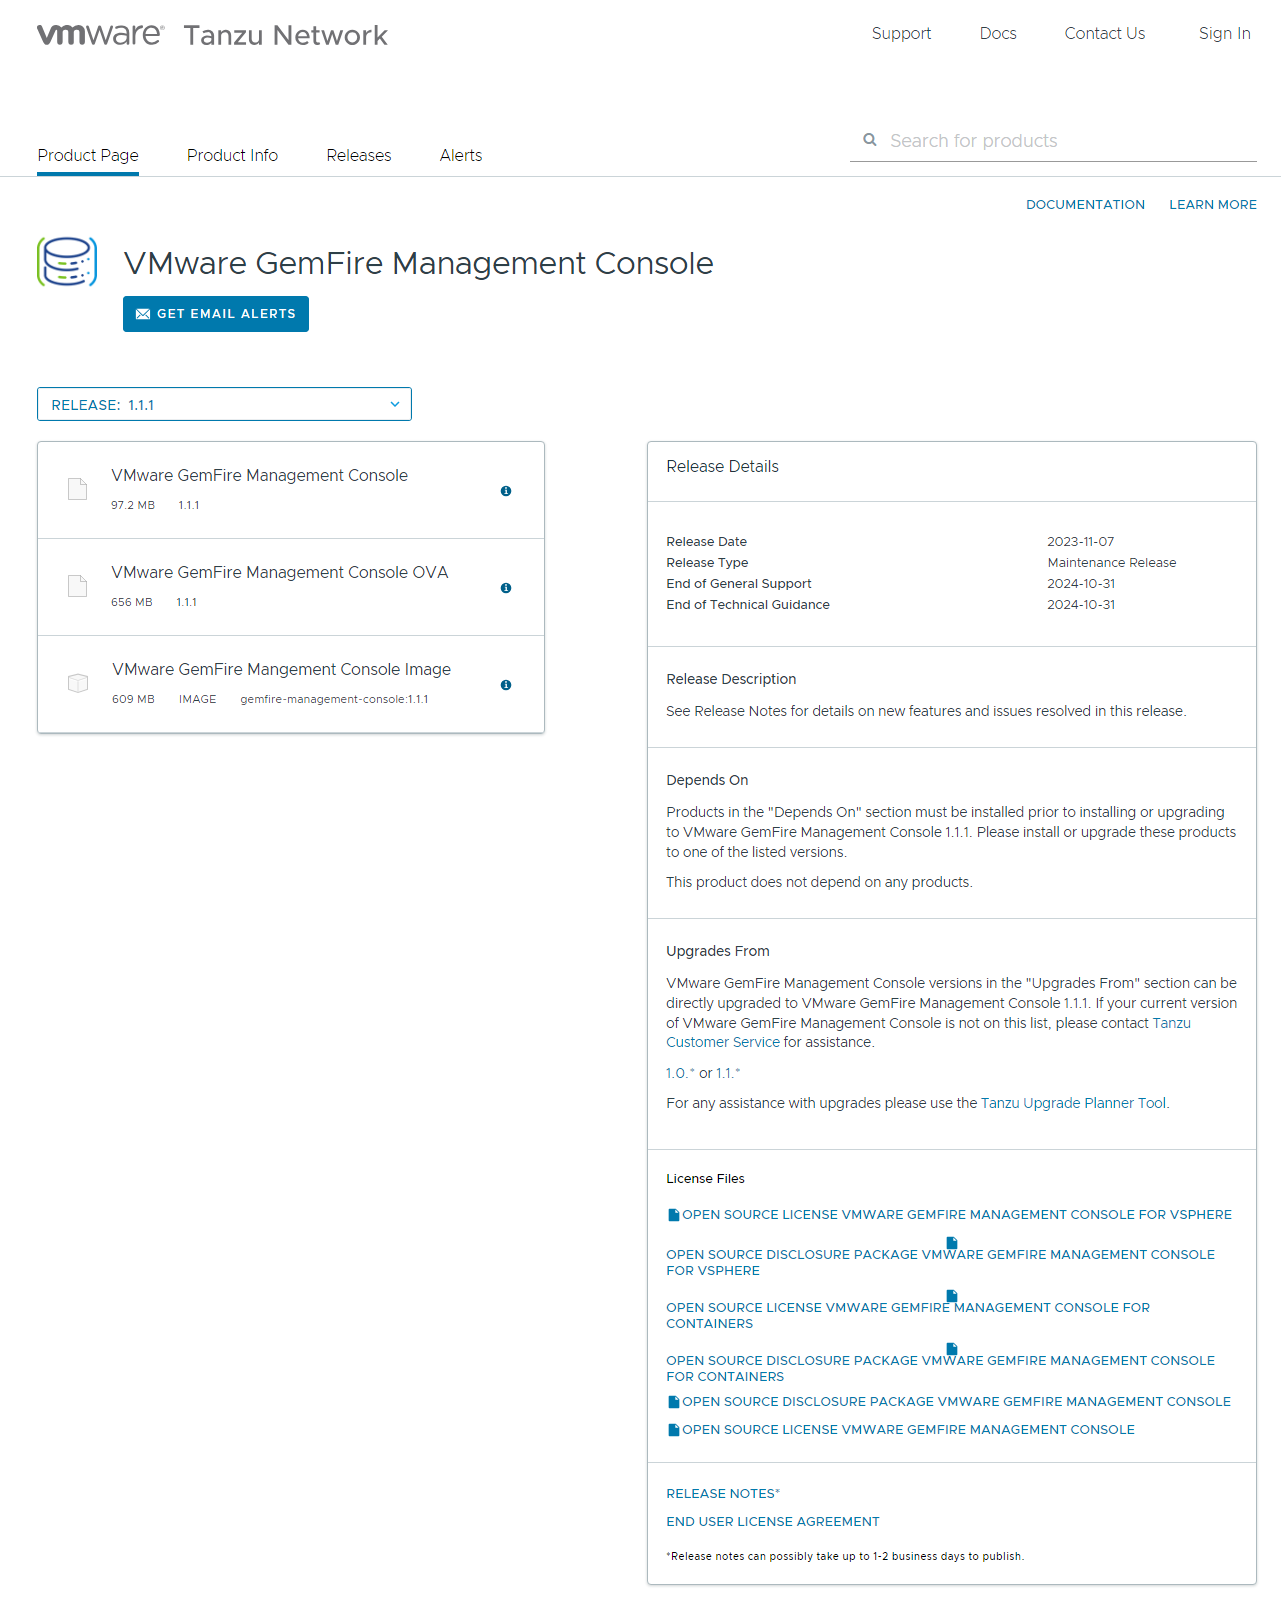 vmware® Tanzu Network
Support Docs Contact Us Sign In
Product Page Product Info Releases Alerts
Search for products
DOCUMENTATION LEARN MORE
VMware GemFire Management Console
GET EMAIL ALERTS
RELEASE: 1.1.1
VMware GemFire Management Console
97.2 MB 1.1.1
VMware GemFire Management Console OVA
656 MB 1.1.1
VMware GemFire Mangement Console Image
609 MB IMAGE gemfire-management-console:1.1.1
Release Details
Release Date 2023-11-07
Release Type Maintenance Release
End of General Support 2024-10-31
End of Technical Guidance 2024-10-31
Release Description
See Release Notes for details on new features and issues resolved in this release.
Depends On
Products in the "Depends On" section must be installed prior to installing or upgrading
to VMware GemFire Management Console 1.1.1. Please install or upgrade these products
to one of the listed versions.
This product does not depend on any products.
Upgrades From
VMware GemFire Management Console versions in the "Upgrades From" section can be
directly upgraded to VMware GemFire Management Console 1.1.1. If your current version
of VMware GemFire Management Console is not on this list, please contact Tanzu
Customer Service for assistance.
1.0.* or 1.1.*
For any assistance with upgrades please use the Tanzu Upgrade Planner Tool.
License Files
OPEN SOURCE LICENSE VMWARE GEMFIRE MANAGEMENT CONSOLE FOR VSPHERE
OPEN SOURCE DISCLOSURE PACKAGE VMWARE GEMFIRE MANAGEMENT CONSOLE
FOR VSPHERE
OPEN SOURCE LICENSE VMWARE GEMFIRE MANAGEMENT CONSOLE FOR
CONTAINERS
OPEN SOURCE DISCLOSURE PACKAGE VMWARE GEMFIRE MANAGEMENT CONSOLE
FOR CONTAINERS
OPEN SOURCE DISCLOSURE PACKAGE VMWARE GEMFIRE MANAGEMENT CONSOLE
OPEN SOURCE LICENSE VMWARE GEMFIRE MANAGEMENT CONSOLE
RELEASE NOTES*
END USER LICENSE AGREEMENT
*Release notes can possibly take up to 1-2 business days to publish.